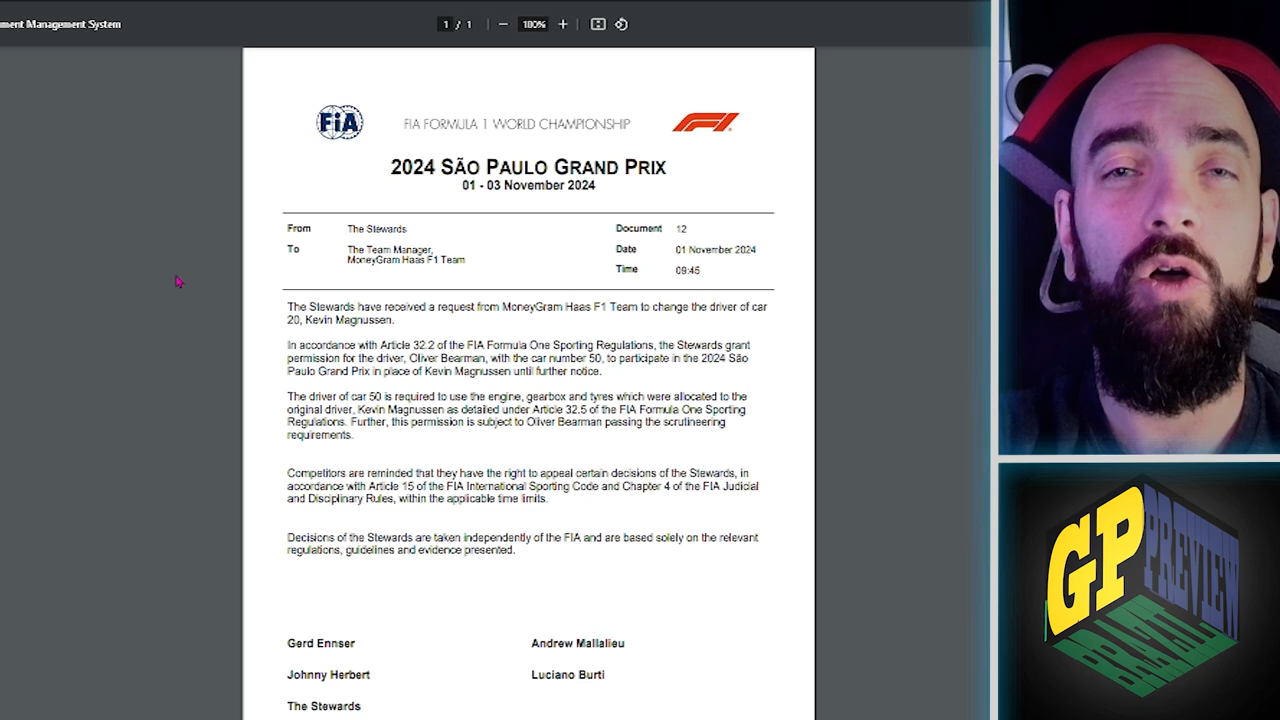 ment Management System
1 / 1
100%
FIA
FIA FORMULA 1 WORLD CHAMPIONSHIP
F1
2024 SÃO PAULO GRAND PRIX
01 - 03 November 2024
From The Stewards
To The Team Manager,
MoneyGram Haas F1 Team
Document 12
Date 01 November 2024
Time 09:45
The Stewards have received a request from MoneyGram Haas F1 Team to change the driver of car
20, Kevin Magnussen.
In accordance with Article 32.2 of the FIA Formula One Sporting Regulations, the Stewards grant
permission for the driver, Oliver Bearman, with the car number 50, to participate in the 2024 São
Paulo Grand Prix in place of Kevin Magnussen until further notice.
The driver of car 50 is required to use the engine, gearbox and tyres which were allocated to the
original driver, Kevin Magnussen as detailed under Article 32.5 of the FIA Formula One Sporting
Regulations. Further, this permission is subject to Oliver Bearman passing the scrutineering
requirements.
Competitors are reminded that they have the right to appeal certain decisions of the Stewards, in
accordance with Article 15 of the FIA International Sporting Code and Chapter 4 of the FIA Judicial
and Disciplinary Rules, within the applicable time limits.
Decisions of the Stewards are taken independently of the FIA and are based solely on the relevant
regulations, guidelines and evidence presented.
Gerd Ennser Andrew Mallalieu
Johnny Herbert Luciano Burti
The Stewards
GP
PREVIEW
BRAZIL